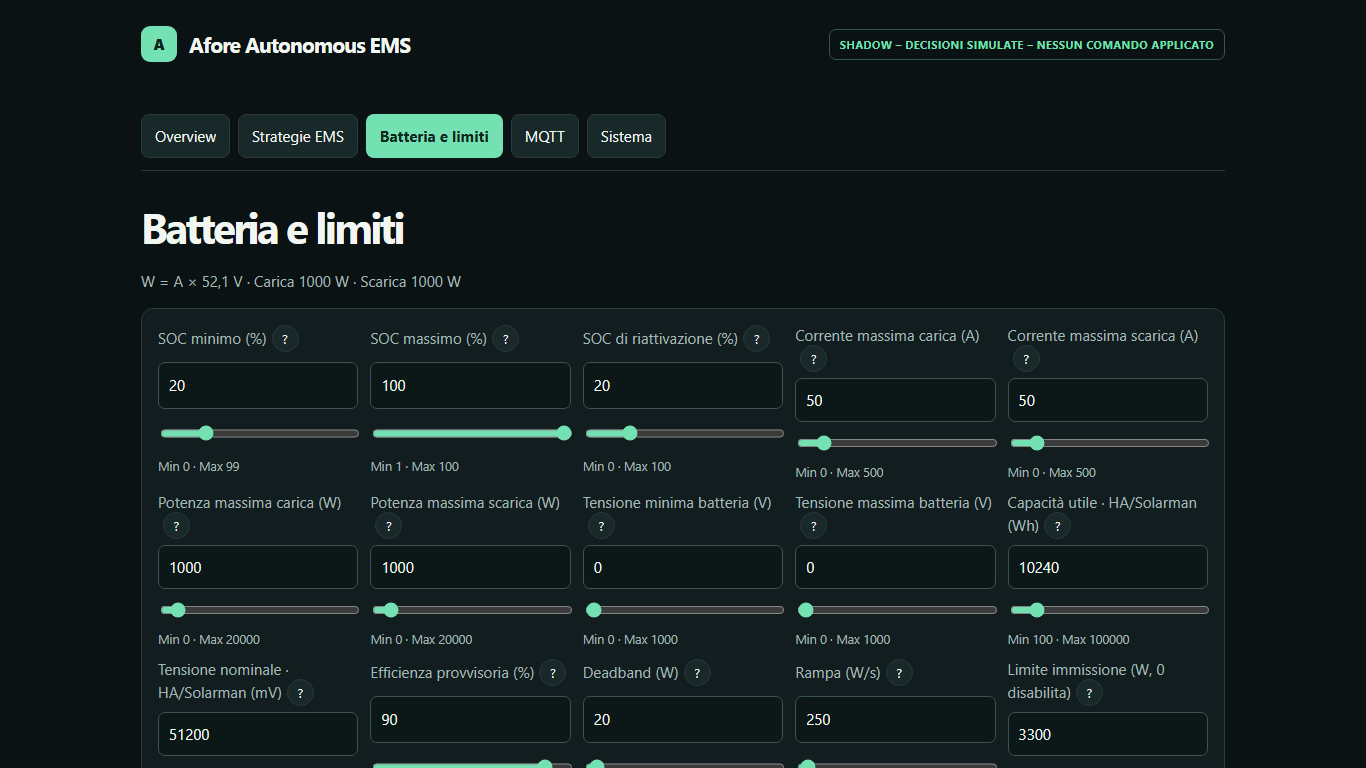 A
Afore Autonomous EMS
SHADOW – DECISIONI SIMULATE – NESSUN COMANDO APPLICATO
Overview
Strategie EMS
Batteria e limiti
MQTT
Sistema
Batteria e limiti
W = A × 52,1 V · Carica 1000 W · Scarica 1000 W
SOC minimo (%) ?
20
Min 0 · Max 99
SOC massimo (%) ?
100
Min 1 · Max 100
SOC di riattivazione (%) ?
20
Min 0 · Max 100
Corrente massima carica (A)
?
50
Min 0 · Max 500
Corrente massima scarica (A)
?
50
Min 0 · Max 500
Potenza massima carica (W)
?
1000
Min 0 · Max 20000
Potenza massima scarica (W)
?
1000
Min 0 · Max 20000
Tensione minima batteria (V)
?
0
Min 0 · Max 1000
Tensione massima batteria (V)
?
0
Min 0 · Max 1000
Capacità utile · HA/Solarman
(Wh) ?
10240
Min 100 · Max 100000
Tensione nominale ·
HA/Solarman (mV) ?
51200
Efficienza provvisoria (%) ?
90
Deadband (W) ?
20
Rampa (W/s) ?
250
Limite immissione (W, 0
disabilita) ?
3300